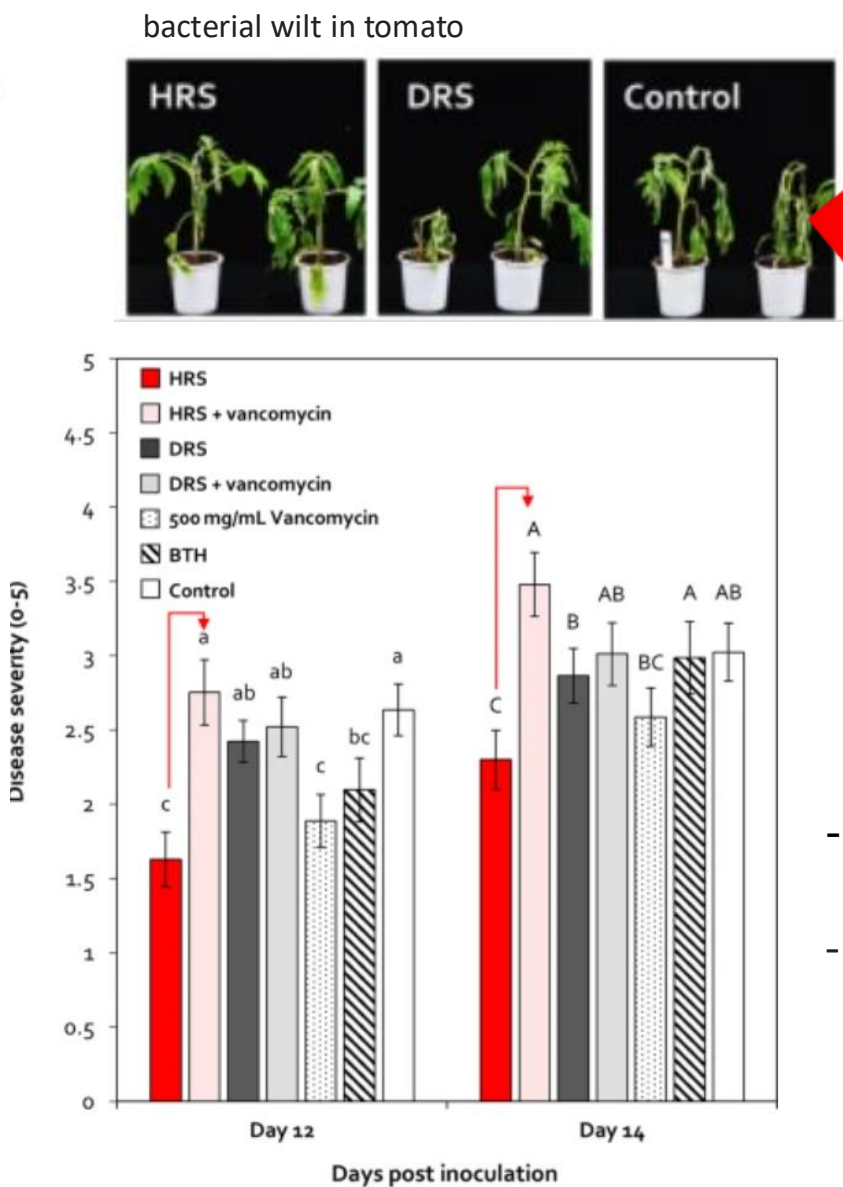 bacterial wilt in tomato
HRS
DRS
Control
5
4.5
4
3.5
3
2.5
2
1.5
1
0.5
0
Disease severity (0-5)
HRS
HRS + vancomycin
DRS
DRS + vancomycin
500 mg/mL Vancomycin
BTH
Control
c
a
ab
ab
c
bc
a
C
A
B
AB
BC
A
AB
Day 12
Day 14
Days post inoculation
-
-